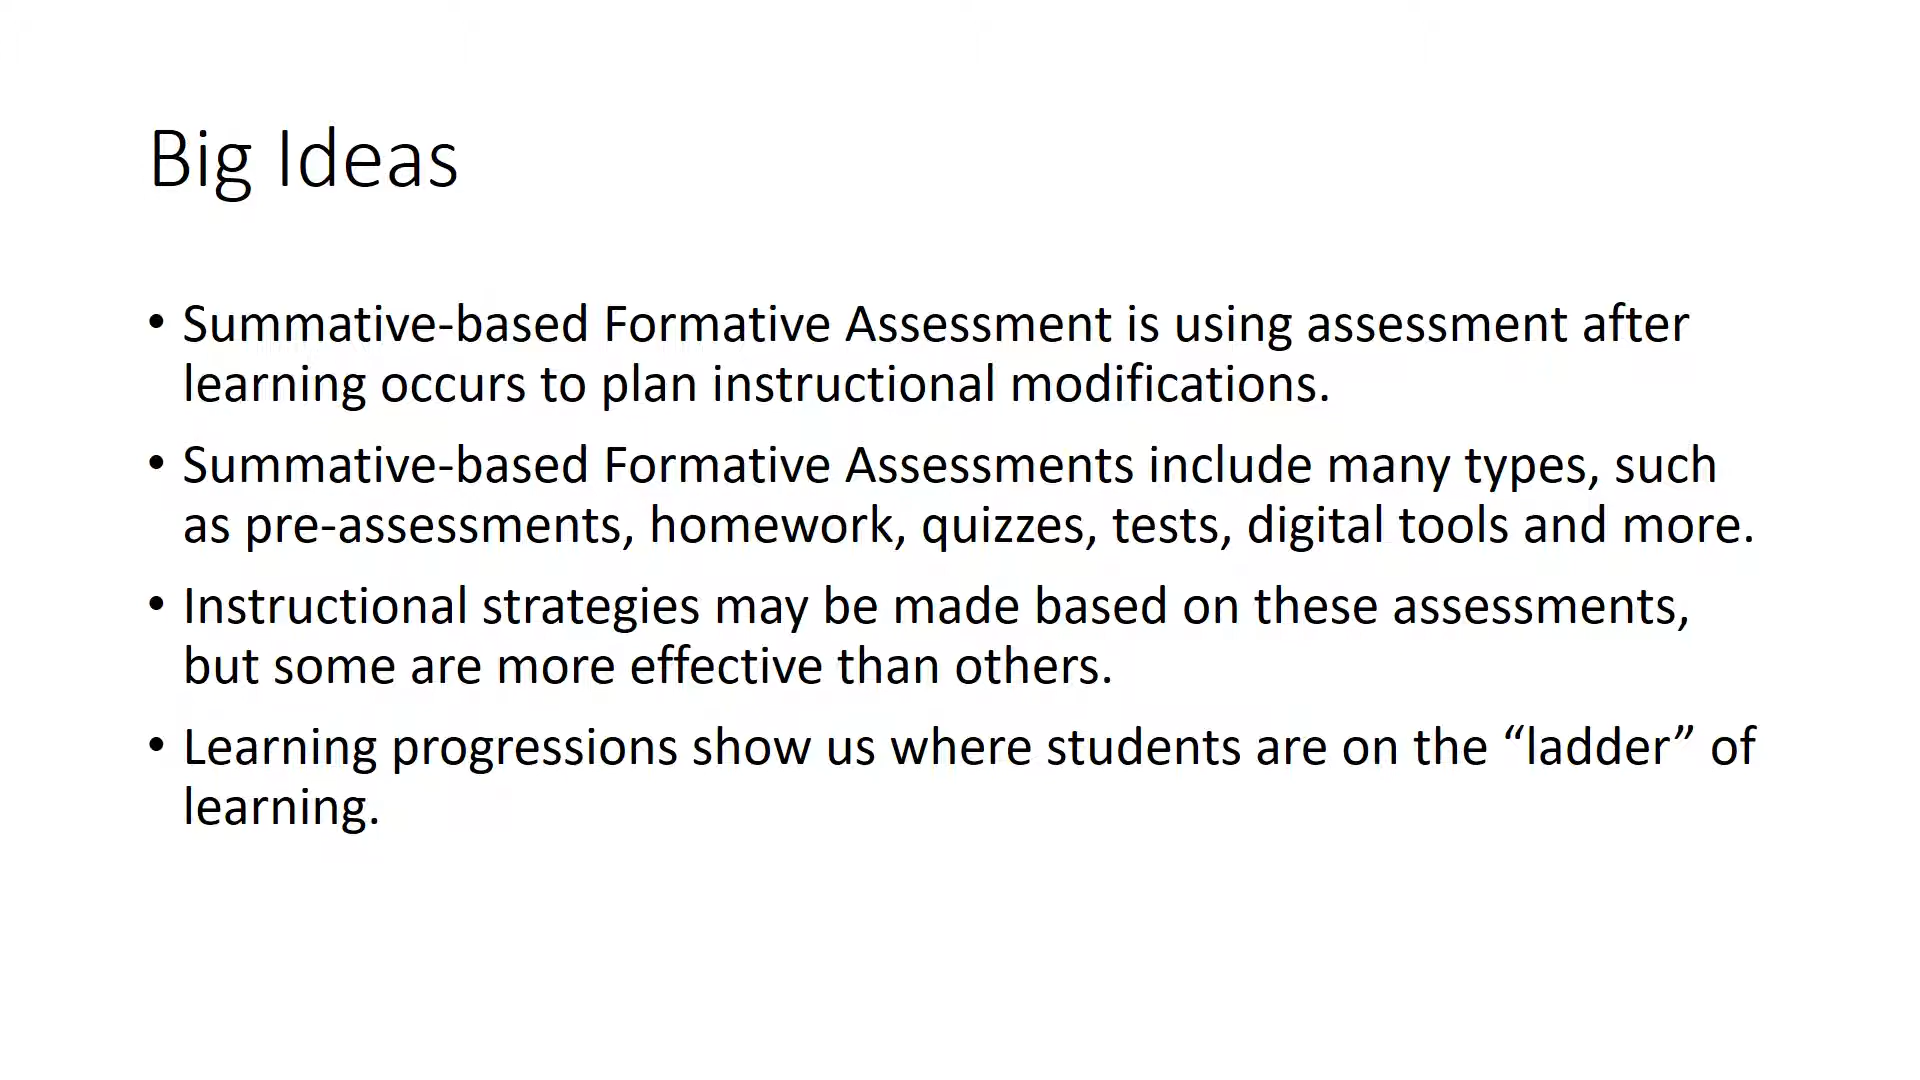 Big Ideas
• Summative-based Formative Assessment is using assessment after
learning occurs to plan instructional modifications.
• Summative-based Formative Assessments include many types, such
as pre-assessments, homework, quizzes, tests, digital tools and more.
• Instructional strategies may be made based on these assessments,
but some are more effective than others.
• Learning progressions show us where students are on the “ladder” of
learning.